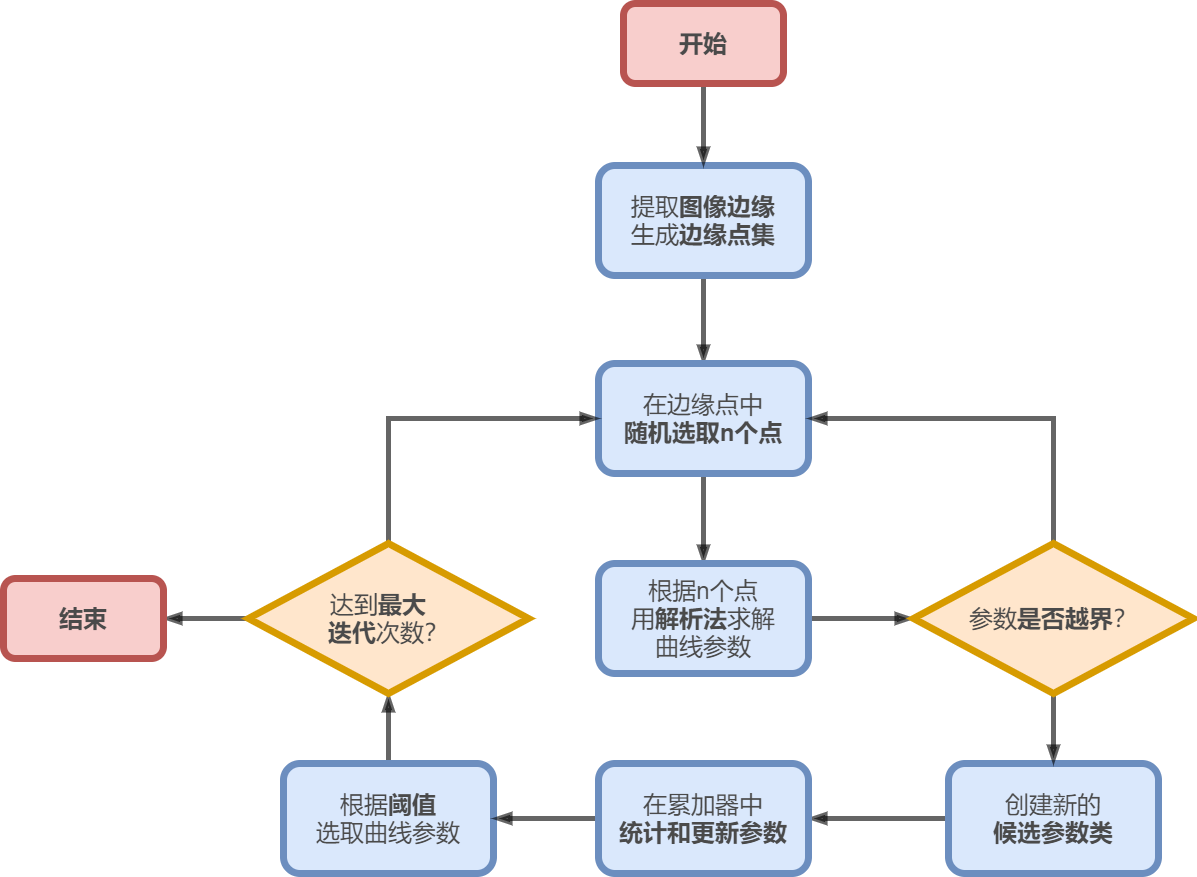 开始
提取图像边缘
生成边缘点集
在边缘点中
随机选取n个点
根据n个点
用解析法求解
曲线参数
参数是否越界?
达到最大
迭代次数?
结束
创建新的
候选参数类
在累加器中
统计和更新参数
根据阈值
选取曲线参数